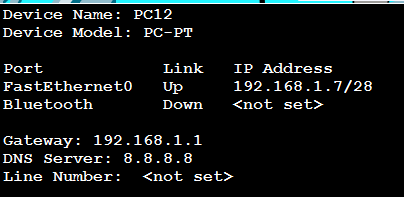 Device Name: PC12
Device Model: PC-PT
Port Link IP Address
FastEthernet0 Up 192.168.1.7/28
Bluetooth Down <not set>
Gateway: 192.168.1.1
DNS Server: 8.8.8.8
Line Number: <not set>